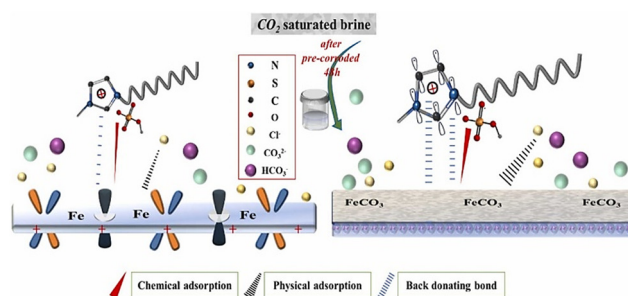 CO₂ saturated brine
after
pre-corroded
48h
N
S
C
O
Cl⁻
CO₃²⁻
HCO₃⁻
Fe
Fe
Fe
FeCO₃
FeCO₃
FeCO₃
Chemical adsorption
Physical adsorption
Back donating bond